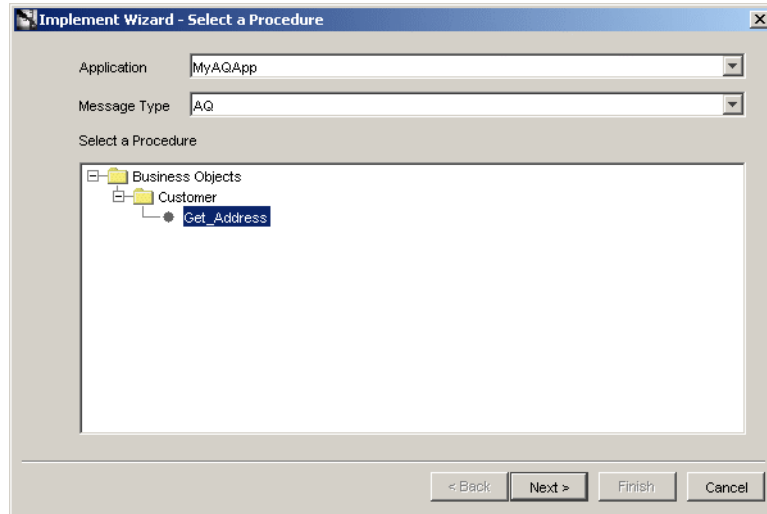 Implement Wizard - Select a Procedure
Application MyAQApp
Message Type AQ
Select a Procedure
Business Objects
Customer
Get_Address
< Back Next > Finish Cancel